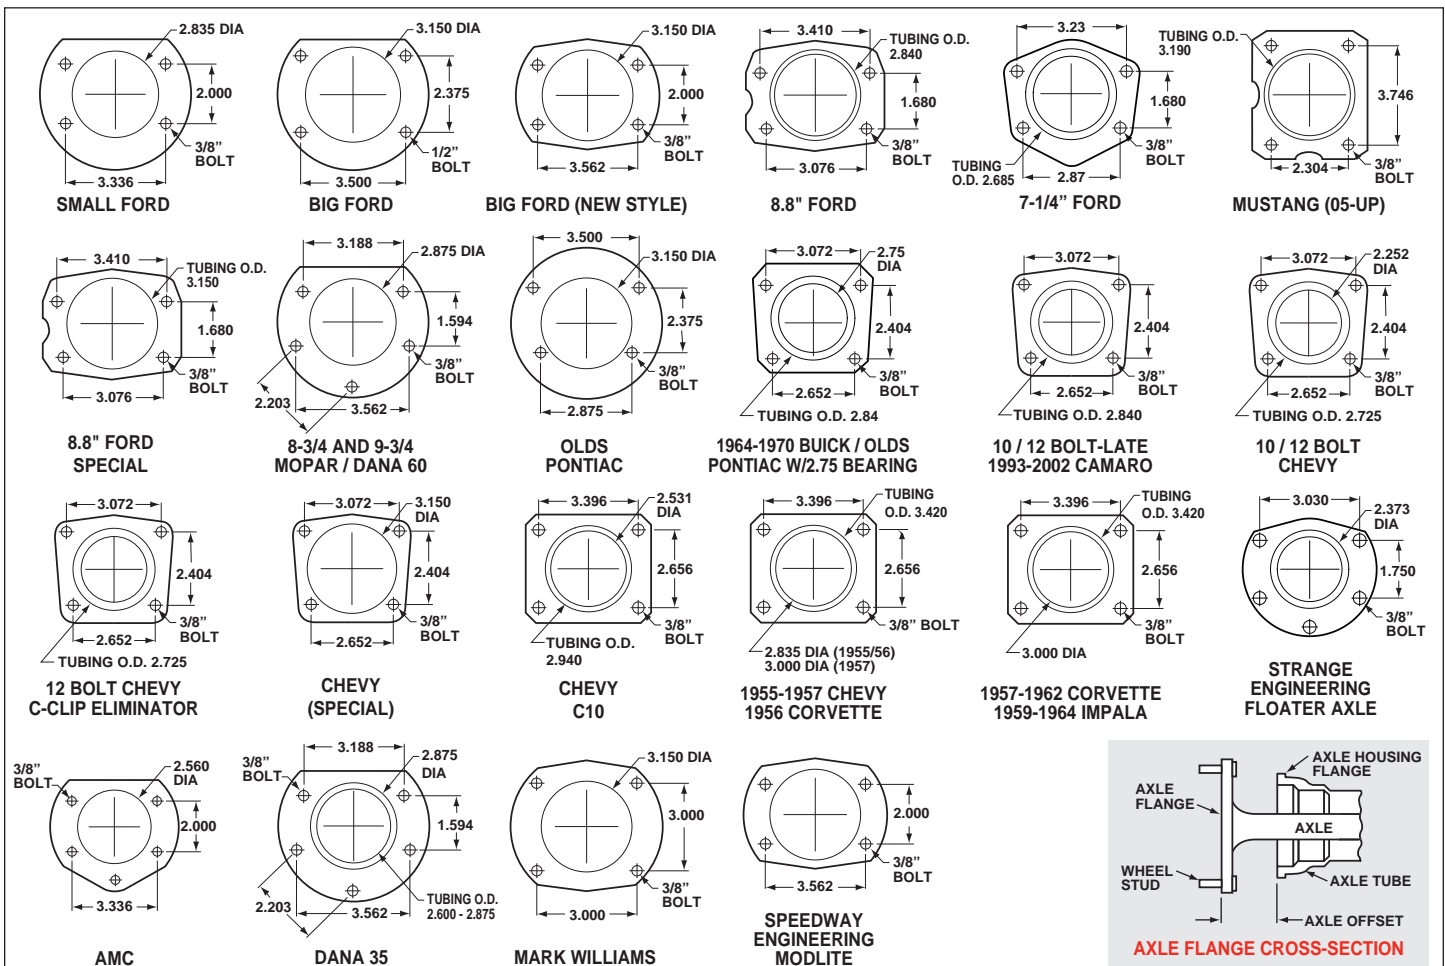 2.835 DIA
2.000
3/8”
BOLT
3.336
SMALL FORD
3.150 DIA
2.375
1/2”
BOLT
3.500
BIG FORD
3.150 DIA
2.000
3/8”
BOLT
3.562
BIG FORD (NEW STYLE)
3.410
TUBING O.D.
2.840
1.680
3/8”
BOLT
3.076
8.8" FORD
3.23
1.680
3/8”
BOLT
TUBING
O.D. 2.685
2.87
7-1/4” FORD
TUBING O.D.
3.190
3.746
2.304
3/8”
BOLT
MUSTANG (05-UP)
3.410
TUBING O.D.
3.150
1.680
3/8”
BOLT
3.076
8.8" FORD
SPECIAL
3.188
2.875 DIA
1.594
3/8”
BOLT
2.203
3.562
8-3/4 AND 9-3/4
MOPAR / DANA 60
3.500
3.150 DIA
2.375
3/8”
BOLT
2.875
OLDS
PONTIAC
3.072
2.75
DIA
2.404
3/8”
BOLT
2.652
TUBING O.D. 2.84
1964-1970 BUICK / OLDS
PONTIAC W/2.75 BEARING
3.072
2.404
3/8”
BOLT
2.652
TUBING O.D. 2.840
10 / 12 BOLT-LATE
1993-2002 CAMARO
3.072
2.252
DIA
2.404
3/8”
BOLT
2.652
TUBING O.D. 2.725
10 / 12 BOLT
CHEVY
3.072
2.404
3/8”
BOLT
2.652
TUBING O.D. 2.725
12 BOLT CHEVY
C-CLIP ELIMINATOR
3.072
3.150
DIA
2.404
3/8”
BOLT
2.652
CHEVY
(SPECIAL)
3.396
2.531
DIA
2.656
3/8”
BOLT
TUBING O.D.
2.940
CHEVY
C10
3.396
TUBING
O.D. 3.420
2.656
3/8” BOLT
2.835 DIA (1955/56)
3.000 DIA (1957)
1955-1957 CHEVY
1956 CORVETTE
3.396
TUBING
O.D. 3.420
2.656
3/8”
BOLT
3.000 DIA
1957-1962 CORVETTE
1959-1964 IMPALA
3.030
2.373
DIA
1.750
3/8”
BOLT
STRANGE
ENGINEERING
FLOATER AXLE
3/8”
BOLT
2.560
DIA
2.000
3.336
AMC
3/8”
BOLT
3.188
2.875
DIA
1.594
2.203
3.562
TUBING O.D.
2.600 - 2.875
DANA 35
3.150 DIA
3.000
3/8”
BOLT
3.000
MARK WILLIAMS
2.000
3/8”
BOLT
3.562
SPEEDWAY
ENGINEERING
MODLITE
AXLE HOUSING
FLANGE
AXLE
FLANGE
AXLE
WHEEL
STUD
AXLE TUBE
AXLE OFFSET
AXLE FLANGE CROSS-SECTION